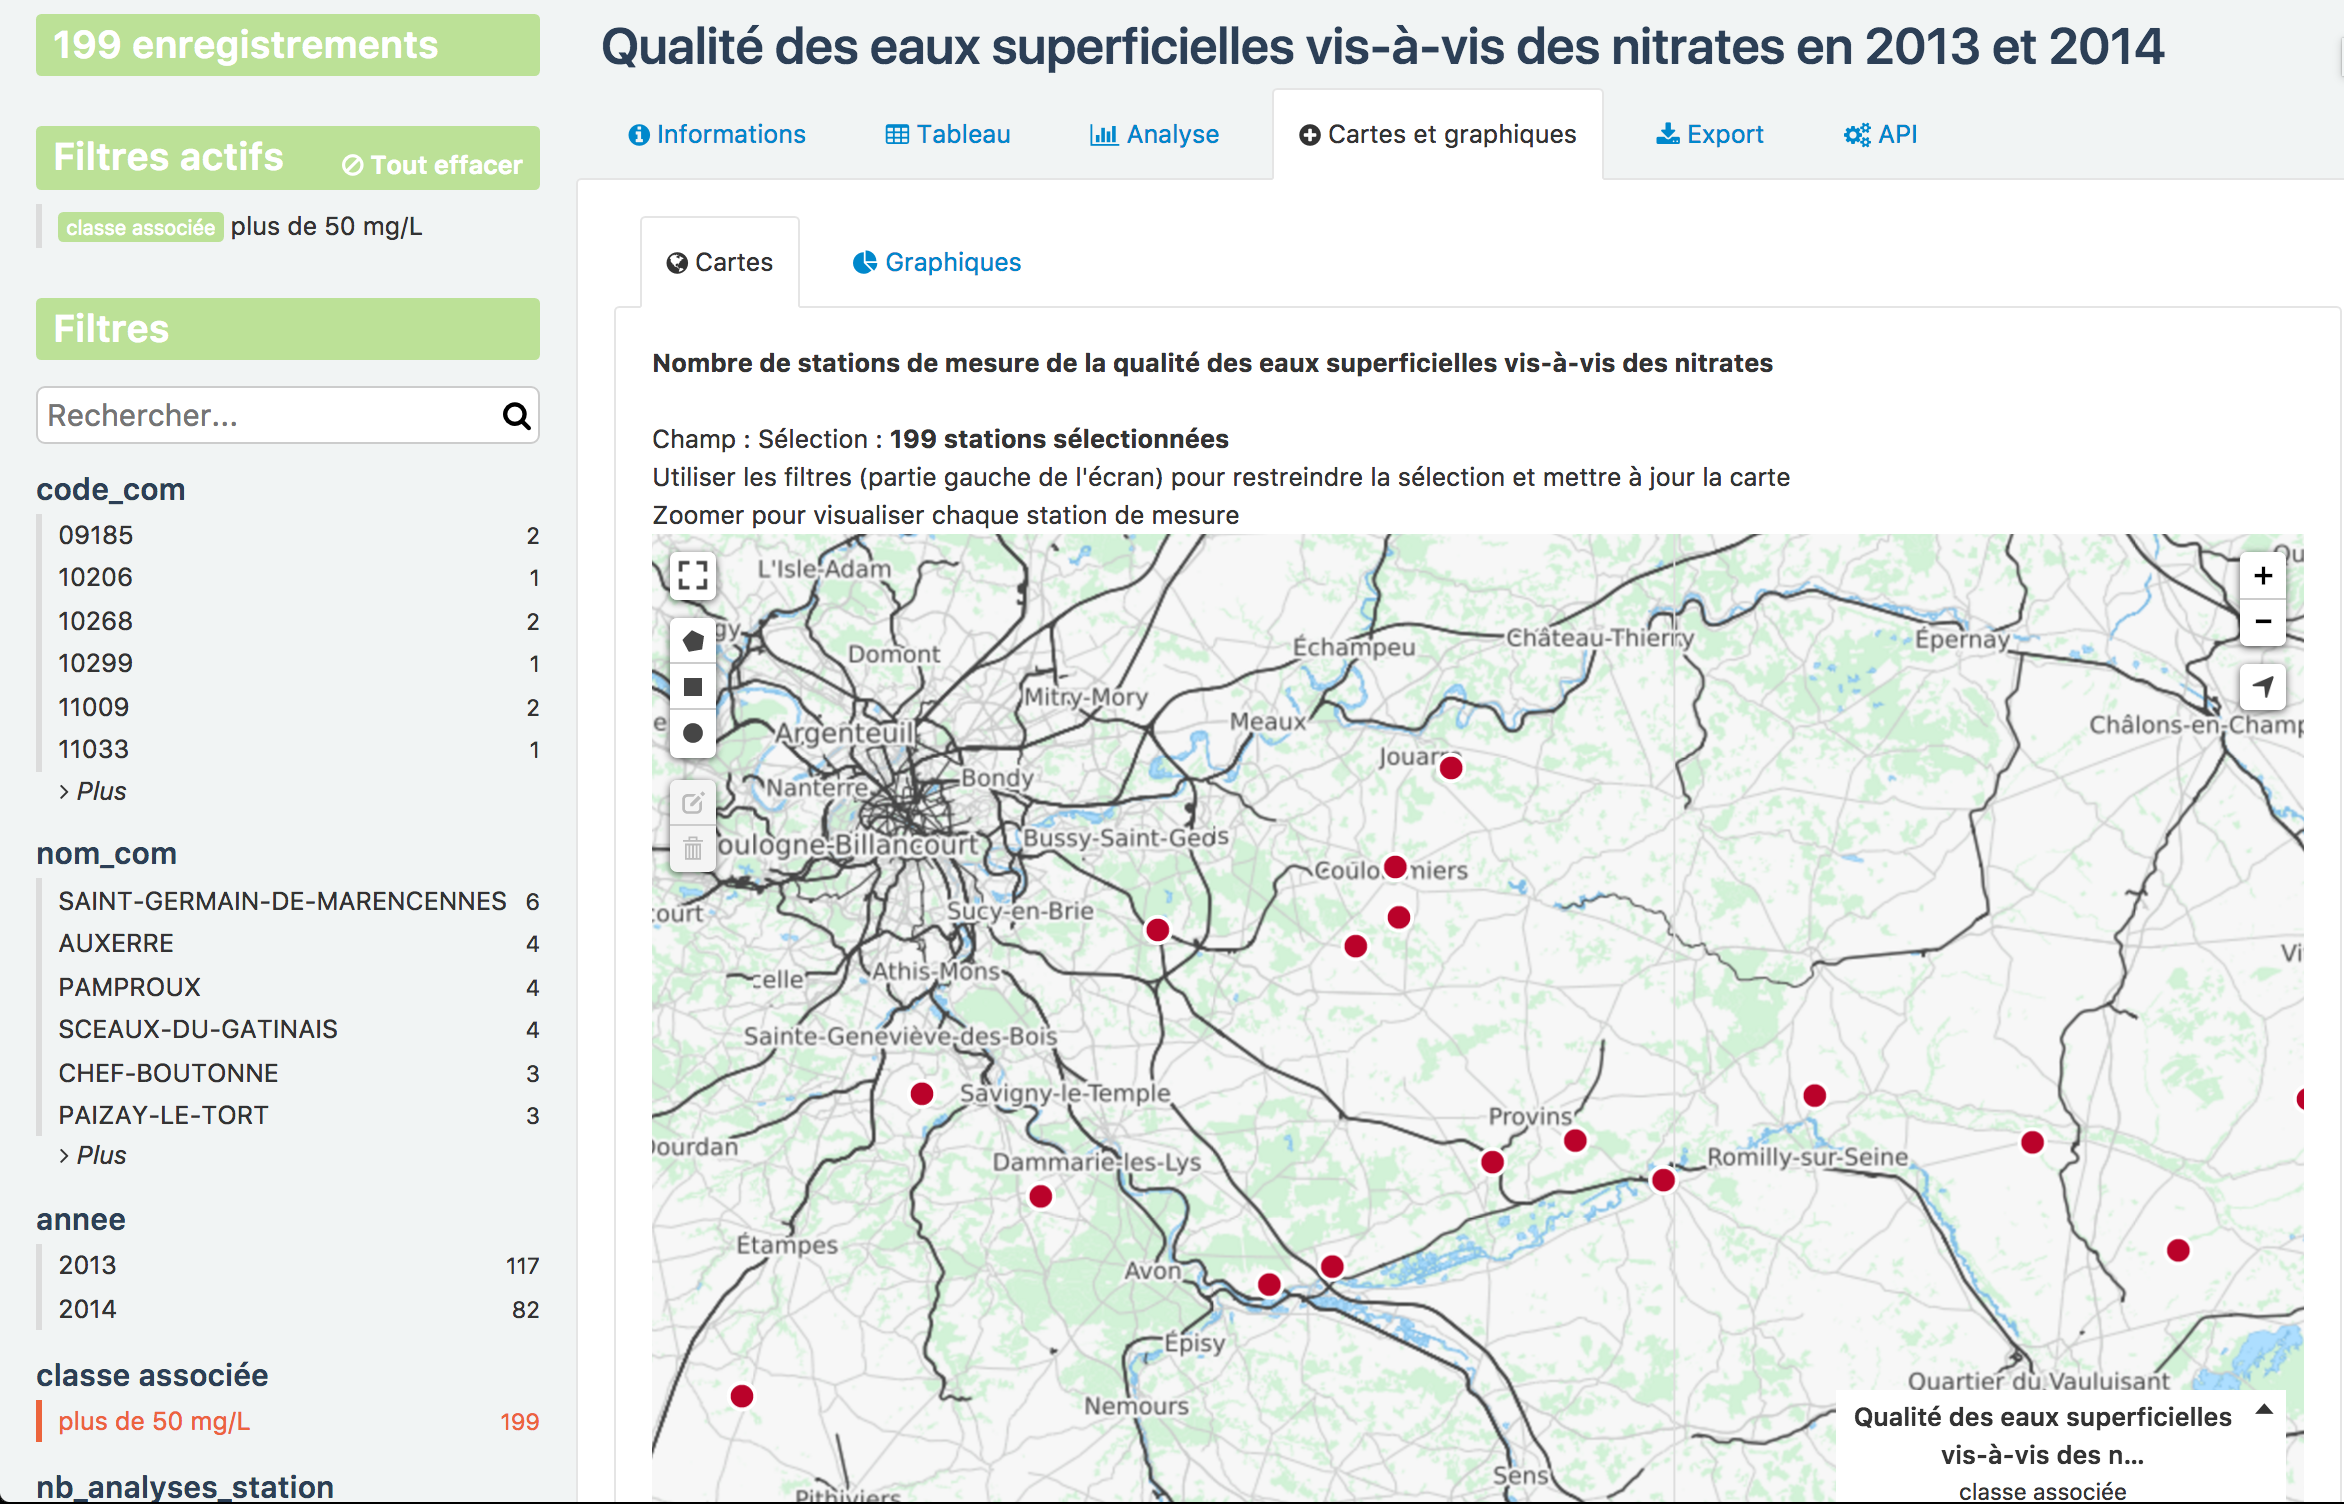 199 enregistrements
Filtres actifs
Tout effacer
classe associée plus de 50 mg/L
Filtres
Rechercher...
code_com
09185 2
10206 1
10268 2
10299 1
11009 2
11033 1
> Plus
nom_com
SAINT-GERMAIN-DE-MARENCENNES 6
AUXERRE 4
PAMPROUX 4
SCEAUX-DU-GATINAIS 4
CHEF-BOUTONNE 3
PAIZAY-LE-TORT 3
> Plus
annee
2013 117
2014 82
classe associée
plus de 50 mg/L 199
nb_analyses_station
Qualité des eaux superficielles vis-à-vis des nitrates en 2013 et 2014
Informations
Tableau
Analyse
Cartes et graphiques
Export
API
Cartes
Graphiques
Nombre de stations de mesure de la qualité des eaux superficielles vis-à-vis des nitrates
Champ : Sélection : 199 stations sélectionnées
Utiliser les filtres (partie gauche de l'écran) pour restreindre la sélection et mettre à jour la carte
Zoomer pour visualiser chaque station de mesure
L'Isle-Adam
Domont
Échampeu
Château-Thierry
Épernay
Mitry-Mory
Meaux
Châlons-en-Champ
Argenteuil
Jouar
Nanterre
Bondy
oulogne-Billancourt
Bussy-Saint-Geo
miers
Sucy-en-Brie
ourt
Athis-Mons
celle
Vi
Sainte-Geneviève-des-Bois
Savigny-le-Temple
Provins
ourdan
Dammarie-les-Lys
Romilly-sur-Seine
Étampes
Avon
Épisy
Quartier du Vauluisant
Nemours
Sens
Pithiviers
Qualité des eaux superficielles
vis-à-vis des n...
classe associée